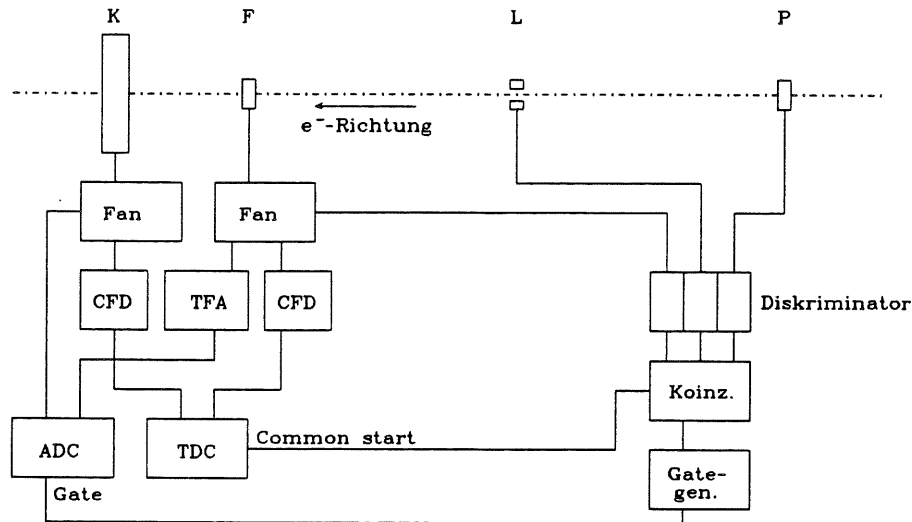 K F L P
e⁻-Richtung
Fan Fan
CFD TFA CFD Diskriminator
Koinz.
ADC TDC Common start
Gate-
gen.
Gate